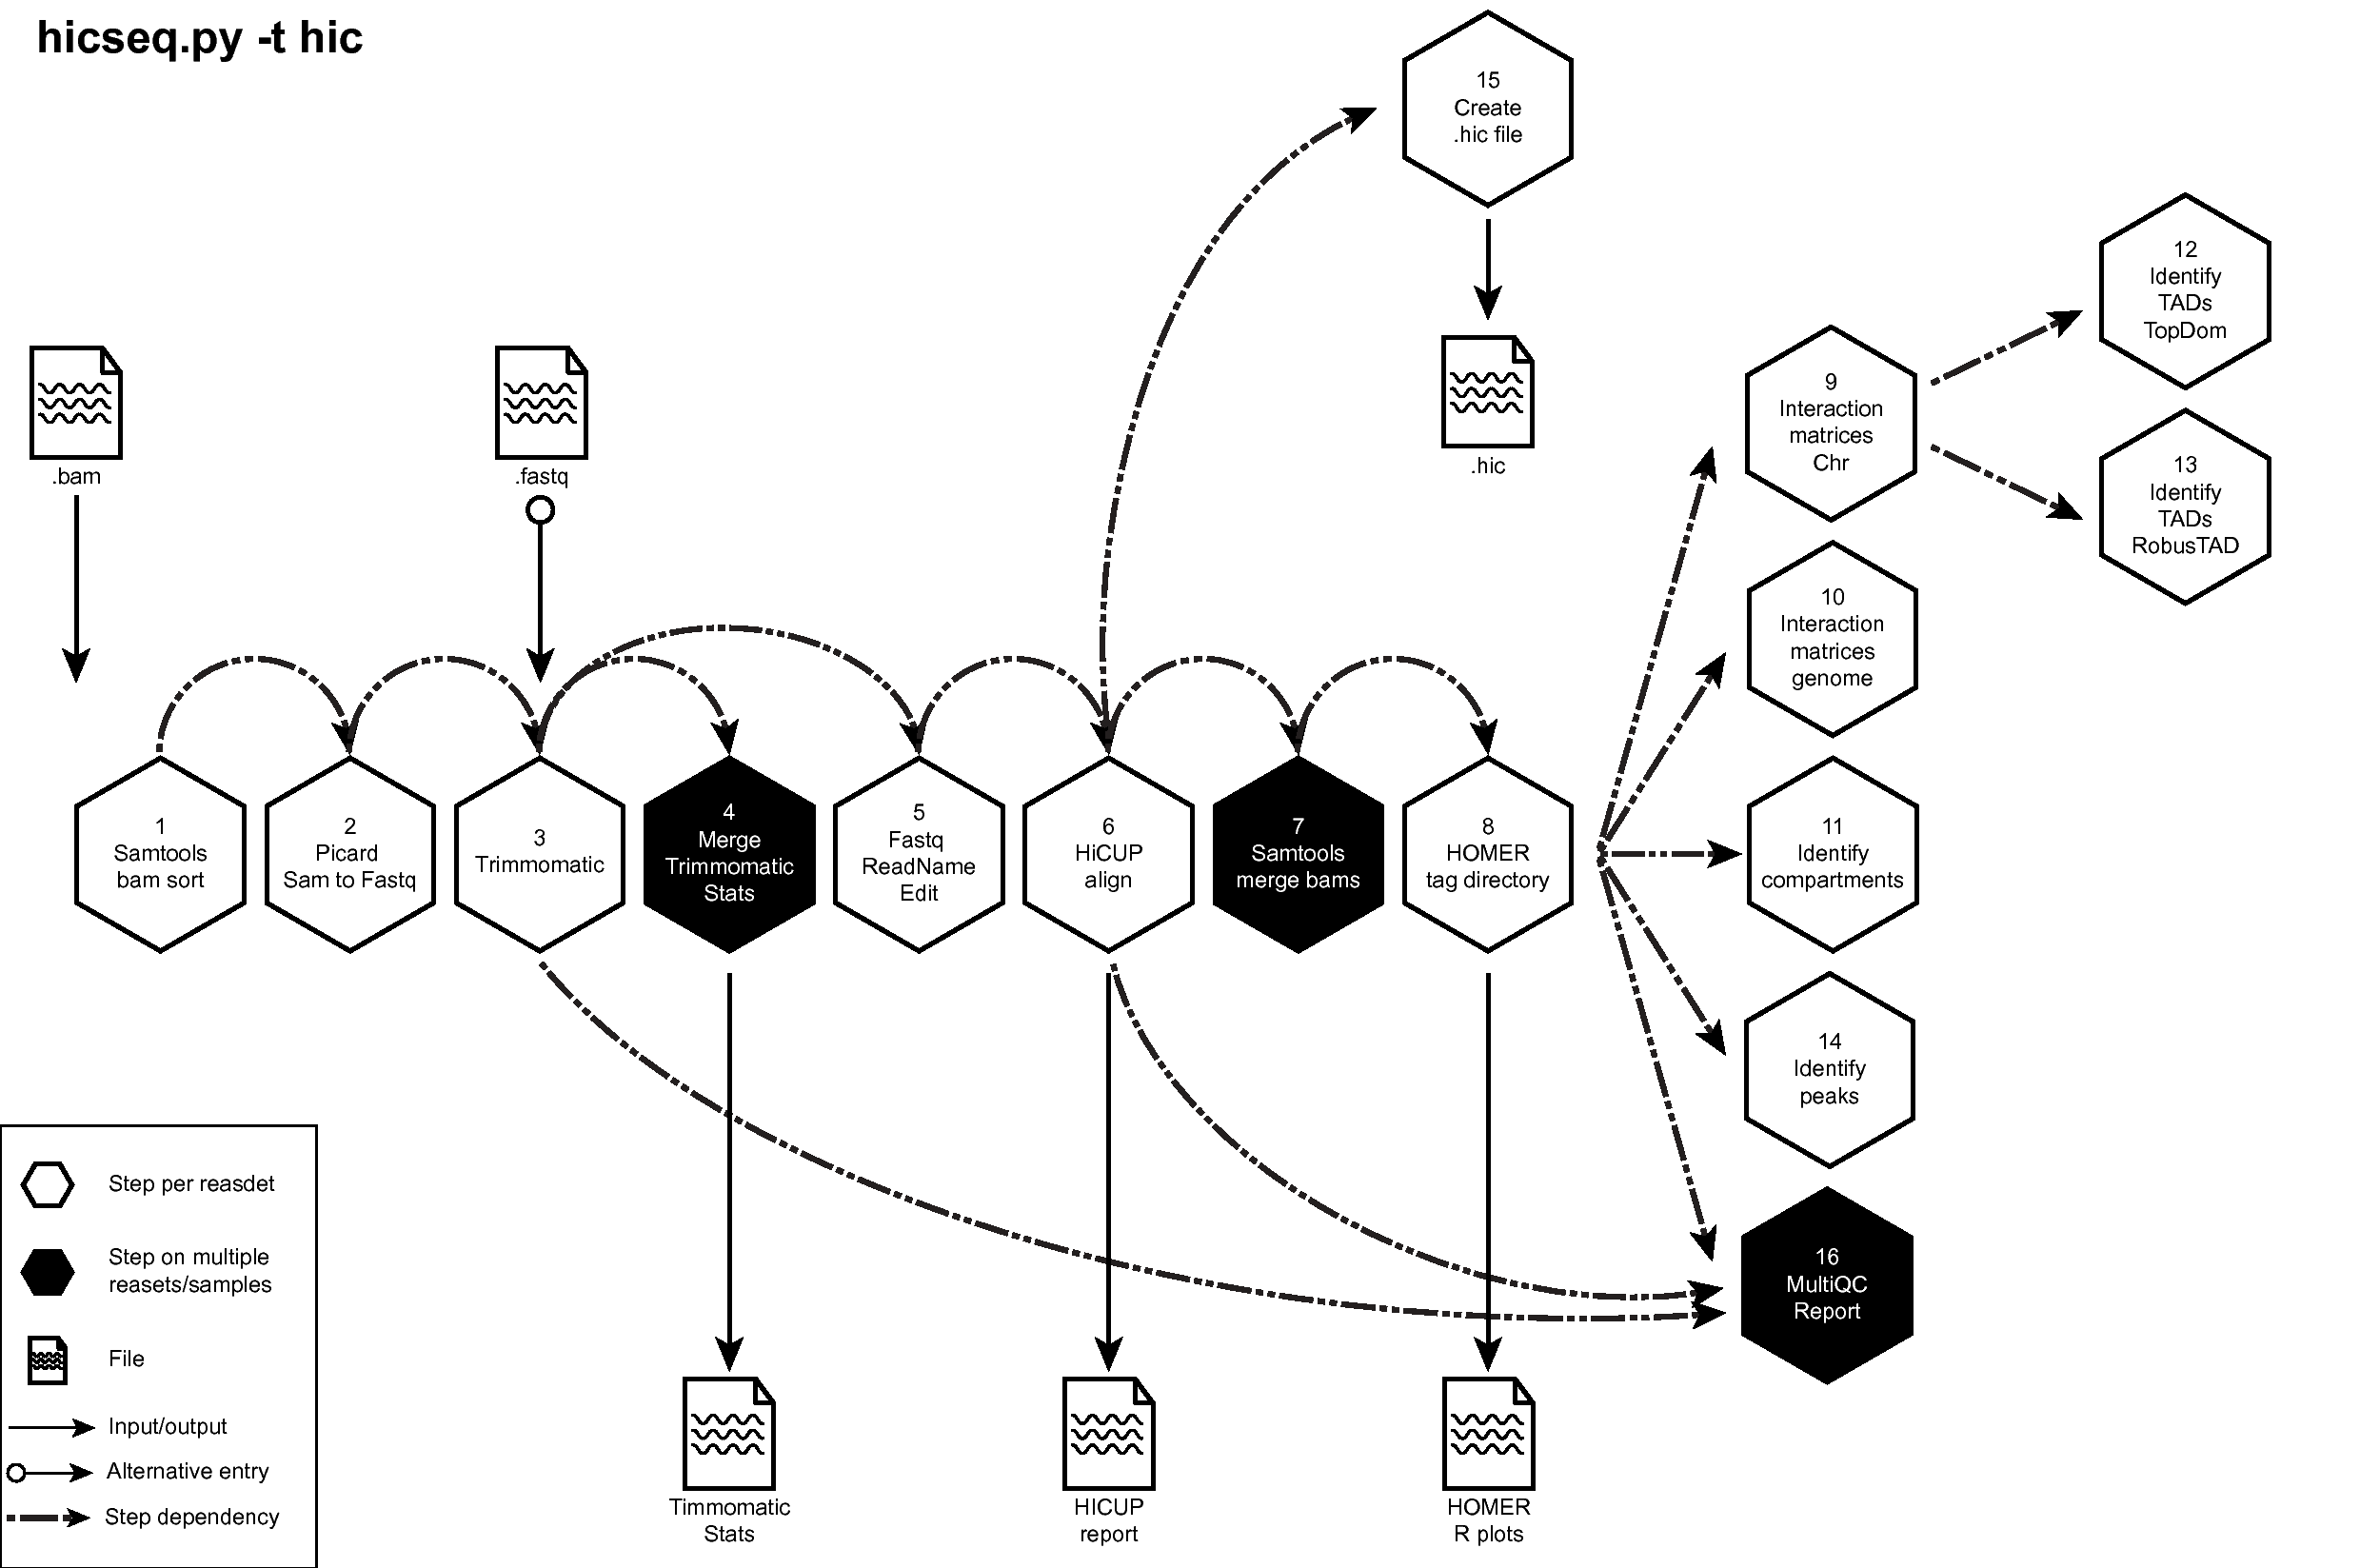 hicseq.py -t hic
15
Create
.hic file
12
Identify
TADs
TopDom
9
Interaction
matrices
Chr
13
Identify
TADs
RobusTAD
.bam
.fastq
.hic
10
Interaction
matrices
genome
1
Samtools
bam sort
2
Picard
Sam to Fastq
3
Trimmomatic
4
Merge
Trimmomatic
Stats
5
Fastq
ReadName
Edit
6
HiCUP
align
7
Samtools
merge bams
8
HOMER
tag directory
11
Identify
compartments
14
Identify
peaks
16
MultiQC
Report
Step per reasdet
Step on multiple
reasets/samples
File
Input/output
Alternative entry
Step dependency
Timmomatic
Stats
HICUP
report
HOMER
R plots